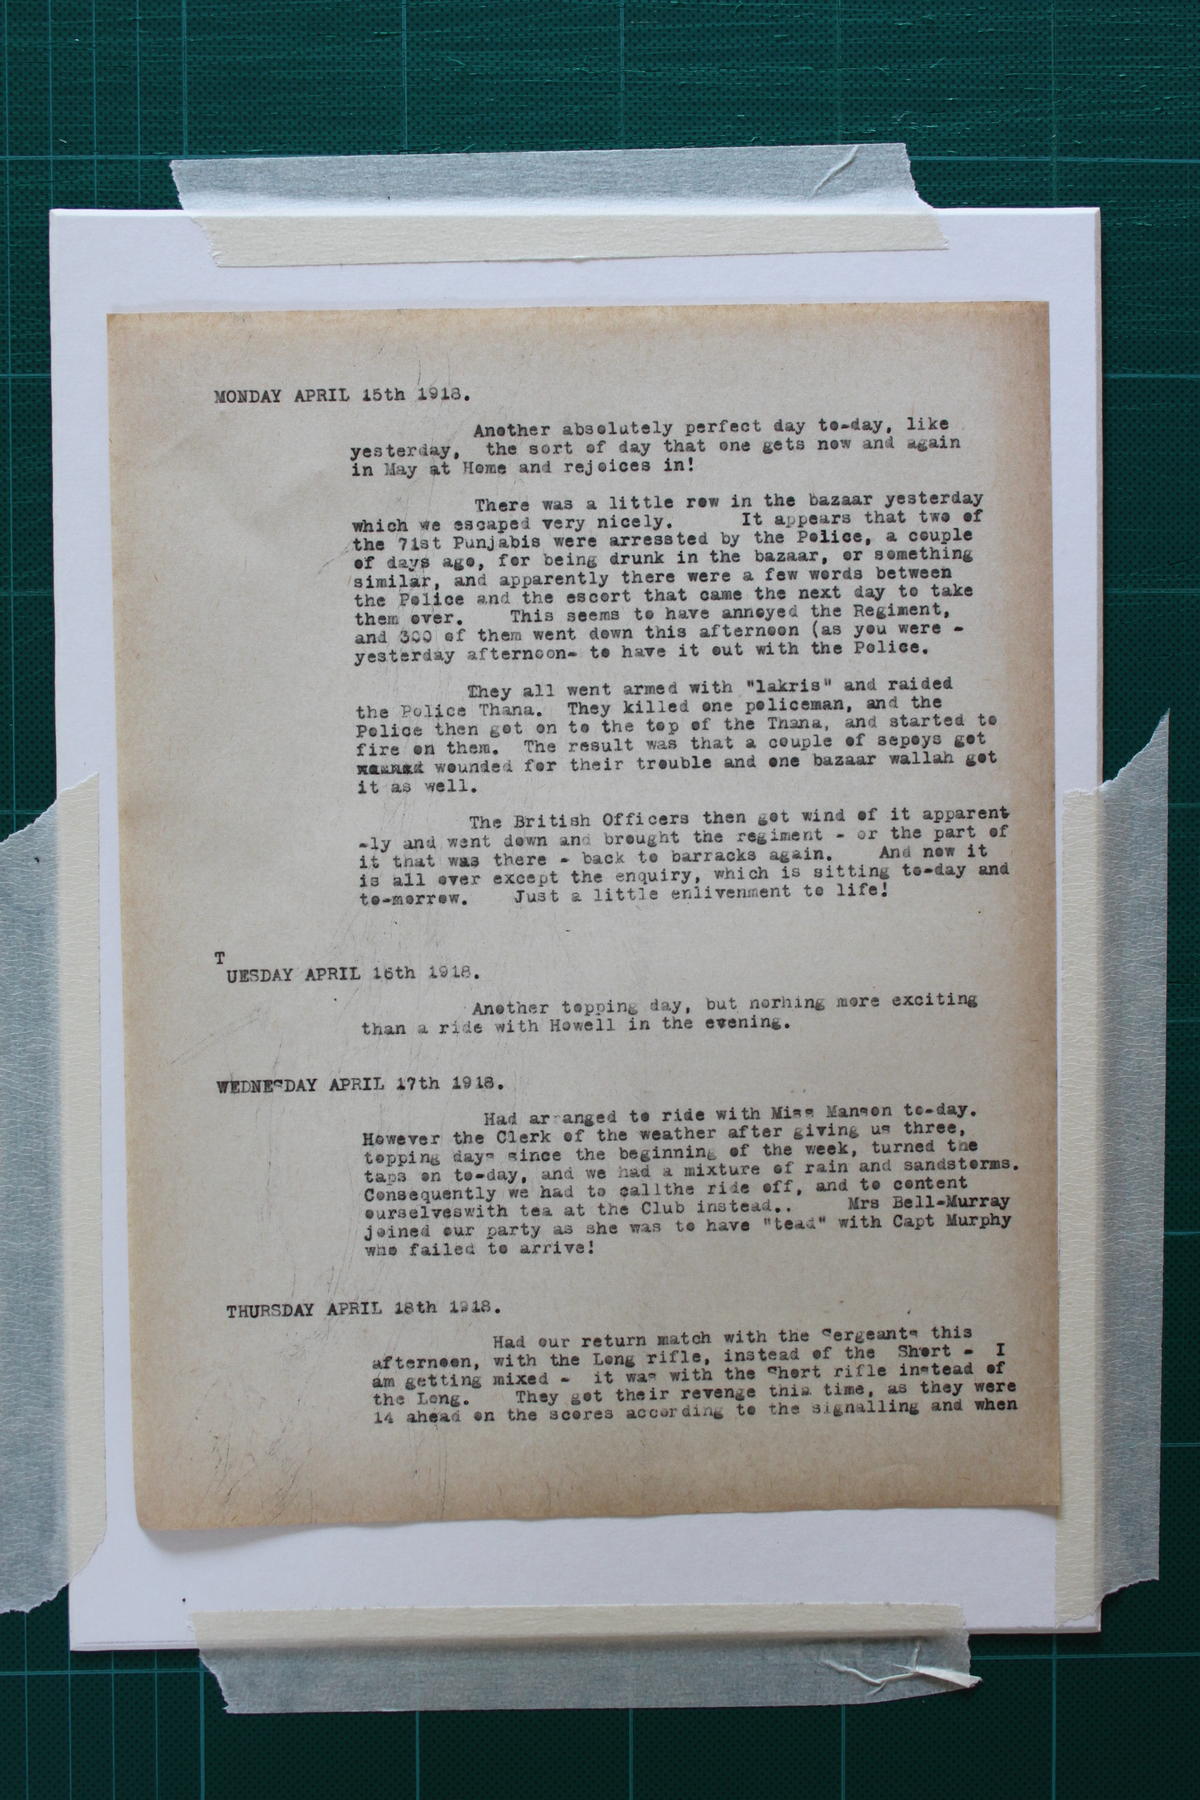 MONDAY APRIL 15th 1918.
Another absolutely perfect day to-day, like
yesterday, the sort of day that one gets now and again
in May at Home and rejoices in!
There was a little row in the bazaar yesterday
which we escaped very nicely. It appears that two of
the 71st Punjabis were arressted by the Police, a couple
of days ago, for being drunk in the bazaar, or something
similar, and apparently there were a few words between
the Police and the escort that came the next day to take
them over. This seems to have annoyed the Regiment,
and 300 of them went down this afternoon (as you were -
yesterday afternoon- to have it out with the Police.
They all went armed with "lakris" and raided
the Police Thana. They killed one policeman, and the
Police then got on to the top of the Thana, and started to
fire on them. The result was that a couple of sepoys got
wounded for their trouble and one bazaar wallah got
it as well.
The British Officers then got wind of it apparent
-ly and went down and brought the regiment - or the part of
it that was there - back to barracks again. And now it
is all over except the enquiry, which is sitting to-day and
to-morrow. Just a little enlivenment to life!
TUESDAY APRIL 16th 1918.
Another topping day, but norhing more exciting
than a ride with Howell in the evening.
WEDNESDAY APRIL 17th 1918.
Had arranged to ride with Miss Manson to-day.
However the Clerk of the weather after giving us three,
topping days since the beginning of the week, turned the
taps on to-day, and we had a mixture of rain and sandstorms.
Consequently we had to callthe ride off, and to content
ourselveswith tea at the Club instead.. Mrs Bell-Murray
joined our party as she was to have "tead" with Capt Murphy
who failed to arrive!
THURSDAY APRIL 18th 1918.
Had our return match with the Sergeants this
afternoon, with the Long rifle, instead of the Short - I
am getting mixed - it was with the Short rifle instead of
the Long. They got their revenge this time, as they were
14 ahead on the scores according to the signalling and when